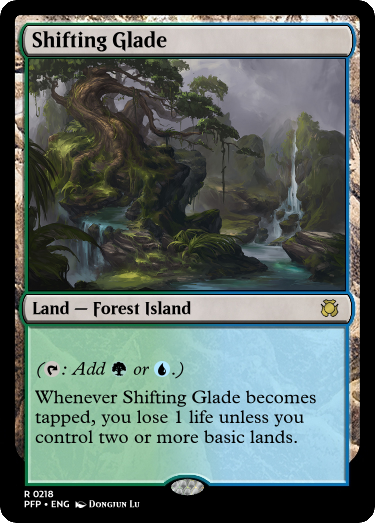 Shifting Glade
Land — Forest Island
(: Add or .)
Whenever Shifting Glade becomes
tapped, you lose 1 life unless you
control two or more basic lands.
R 0218
PFP • ENG Dongjun Lu